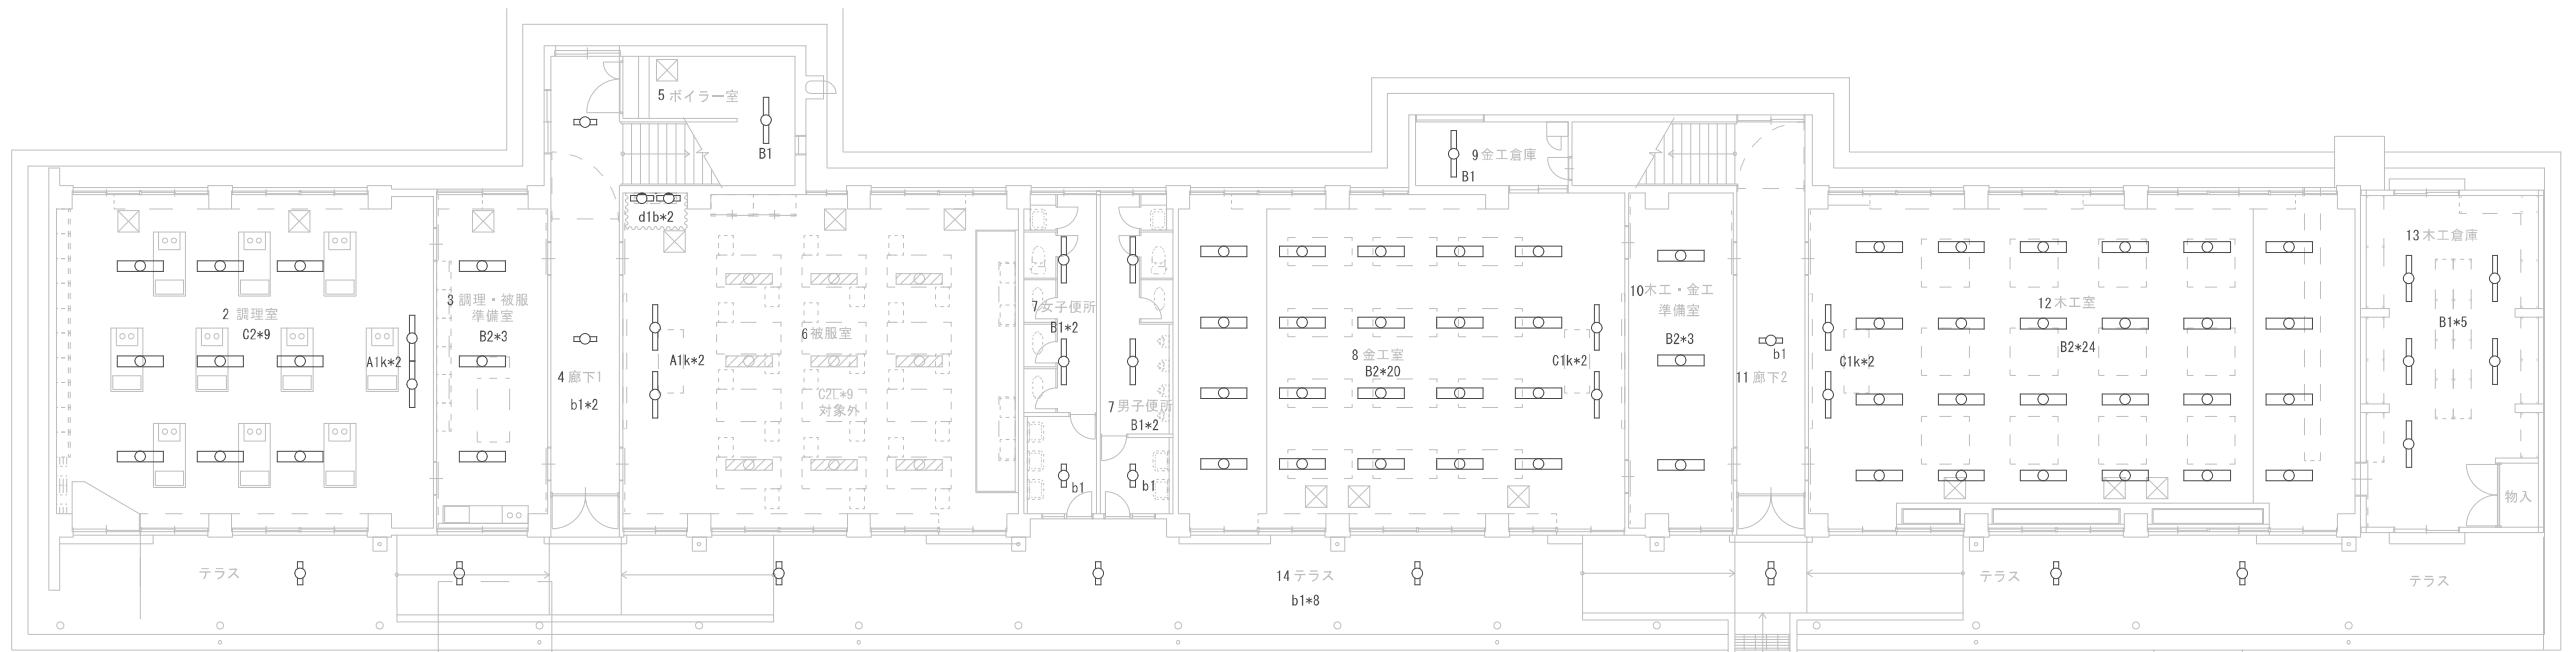 5 ボイラー室
B1
9 金工倉庫
B1
d1b*2
13 木工倉庫
B1*5
2 調理室
C2*9
A1k*2
3 調理・被服
準備室
B2*3
4 廊下1
b1*2
6 被服室
A1k*2
C2L*9
対象外
7 女子便所
B1*2
b1
7 男子便所
B1*2
b1
8 金工室
B2*20
C1k*2
10 木工・金工
準備室
B2*3
11 廊下2
b1
C1k*2
12 木工室
B2*24
物入
テラス
14 テラス
b1*8
テラス
テラス